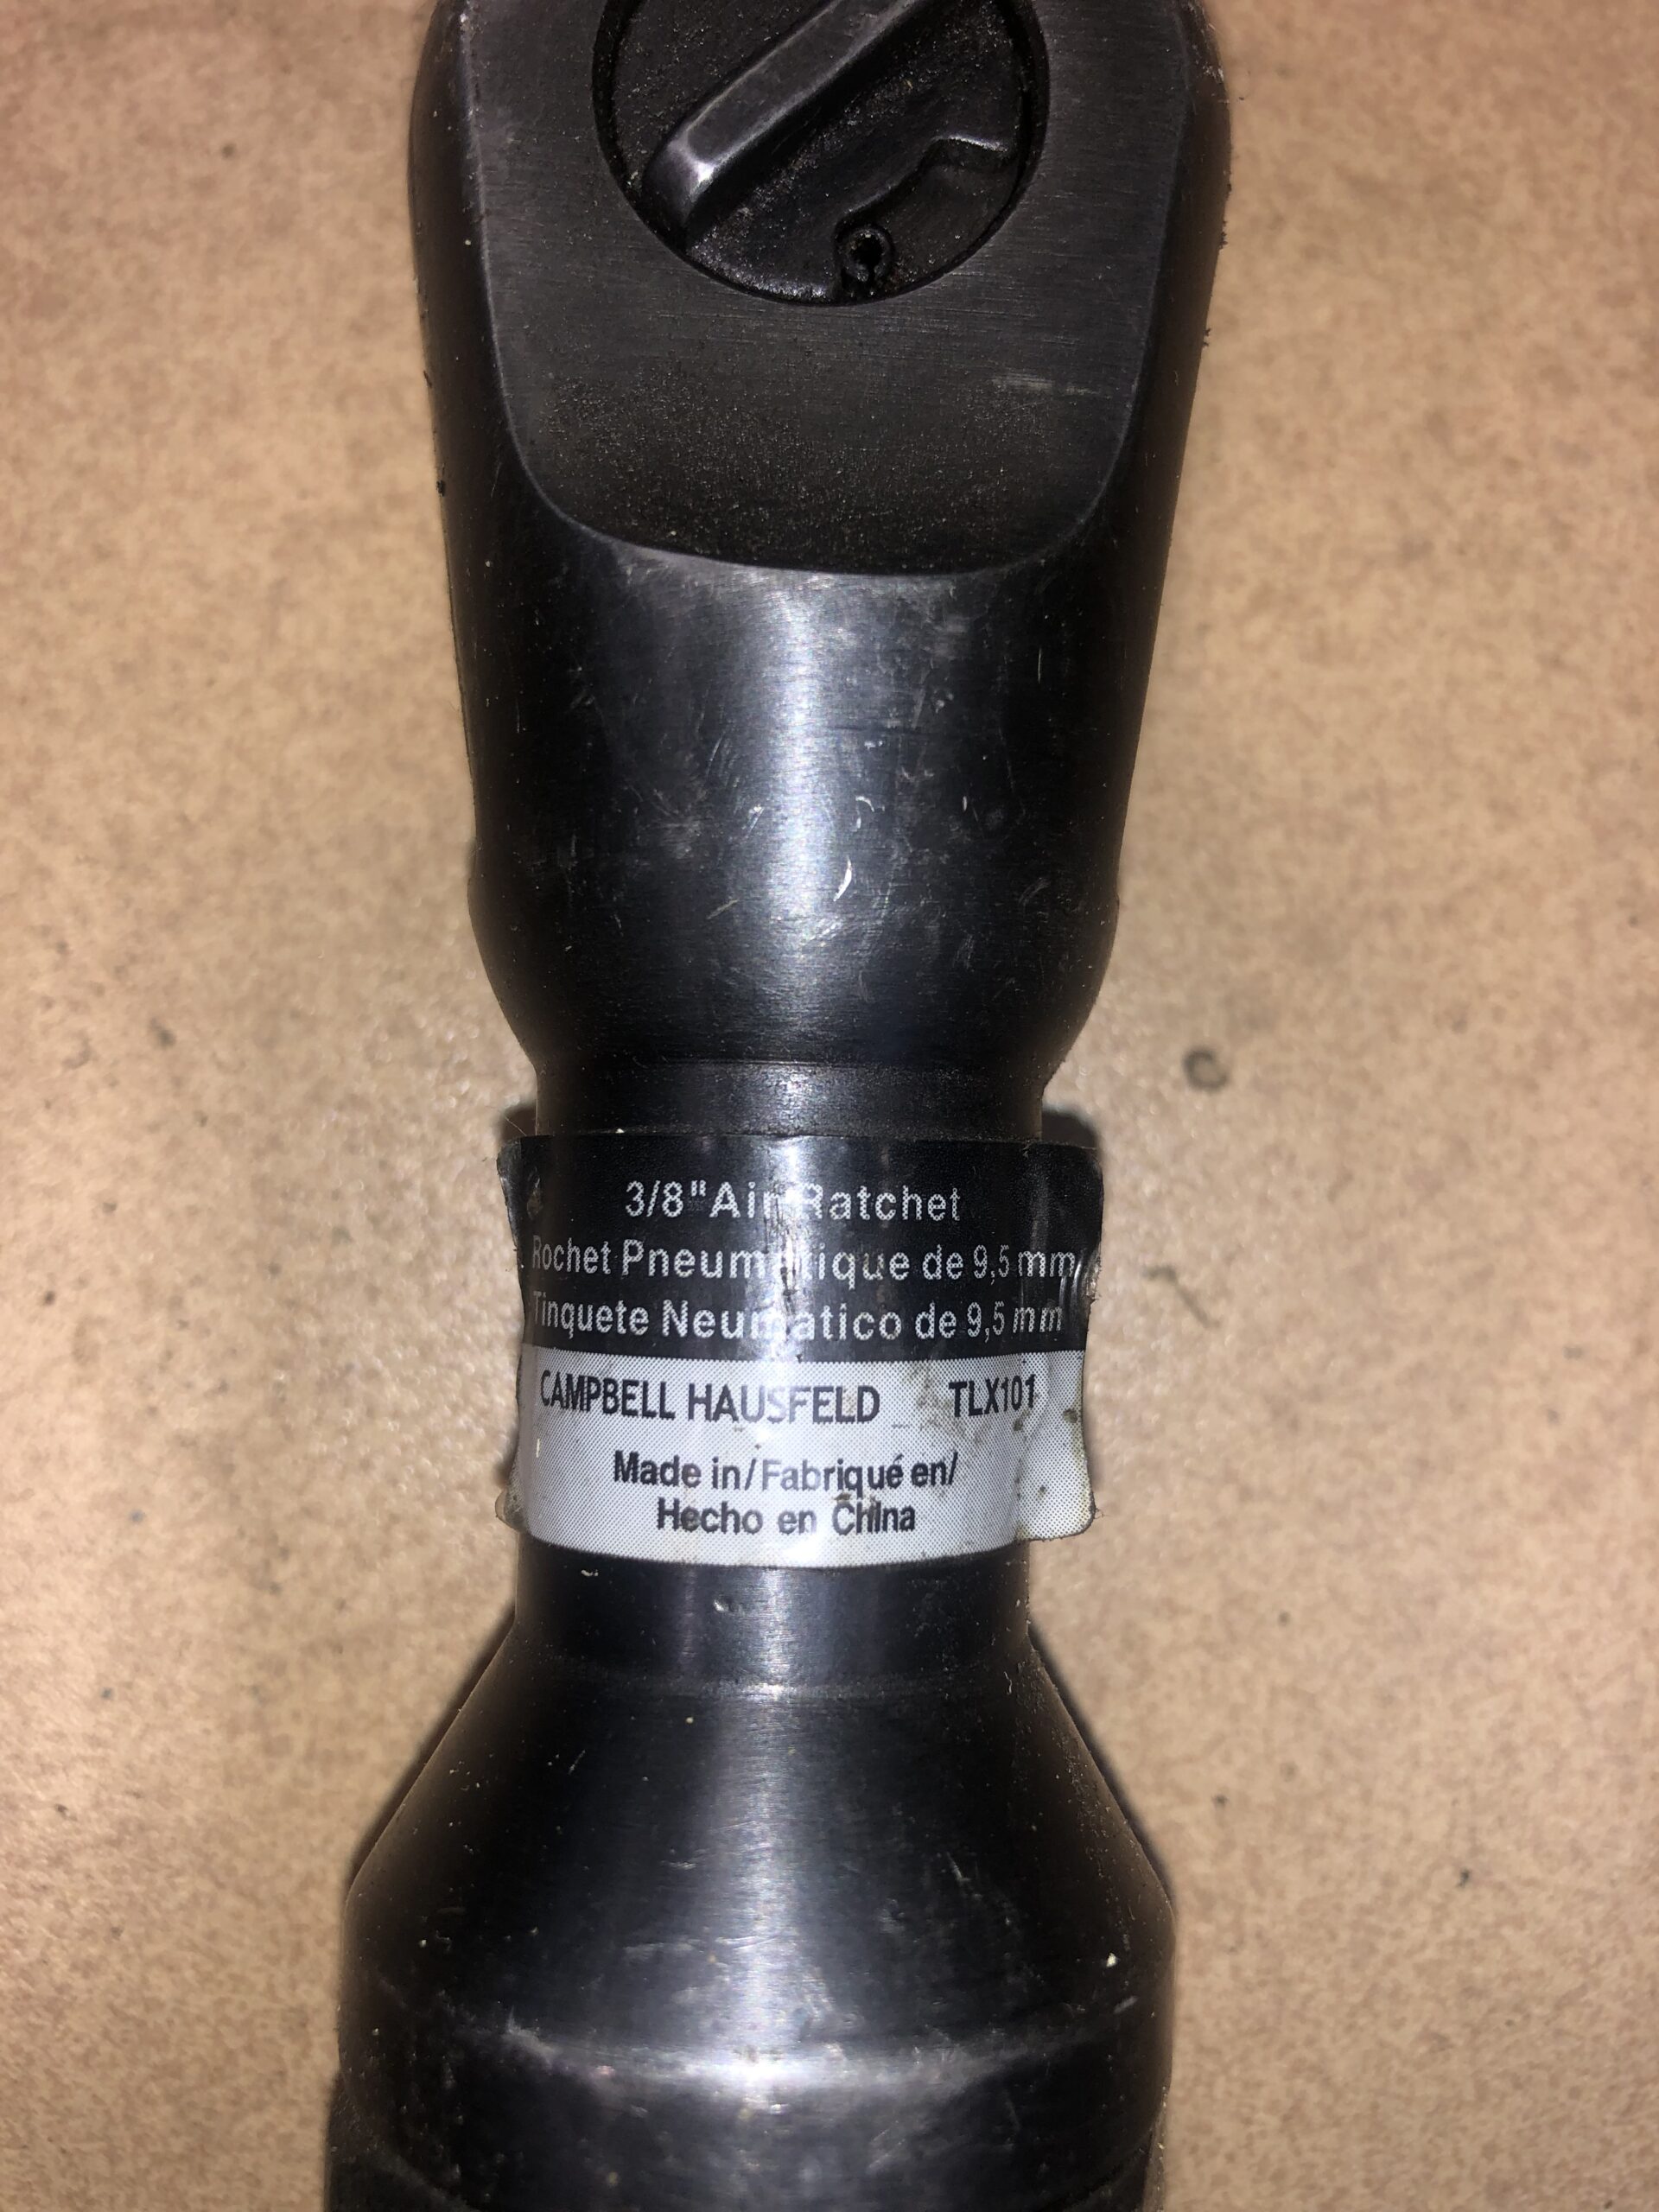 3/8" Air Ratchet
Rochet Pneumatique de 9,5 mm
Tinquete Neumatico de 9,5 mm
CAMPBELL HAUSFELD TLX101
Made in/Fabriqué en/
Hecho en China